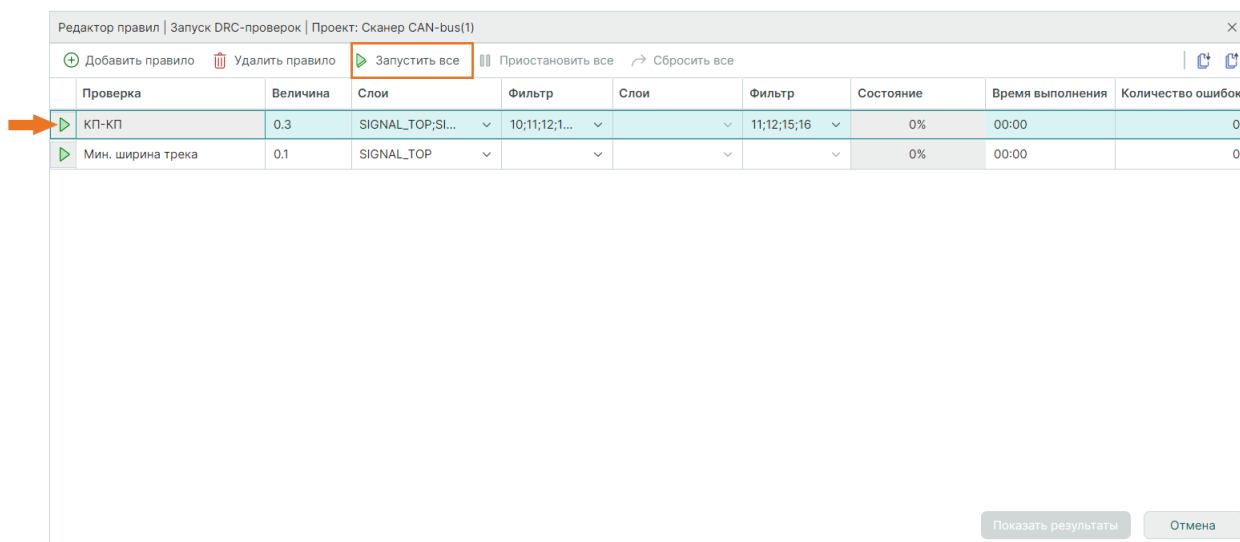 Редактор правил | Запуск DRC-проверок | Проект: Сканер CAN-bus(1)
Добавить правило Удалить правило Запустить все Приостановить все Сбросить все
Проверка Величина Слои Фильтр Слои Фильтр Состояние Время выполнения Количество ошибок
КП-КП 0.3 SIGNAL_TOP;SI... 10;11;12;1... 11;12;15;16 0% 00:00 0
Мин. ширина трека 0.1 SIGNAL_TOP 0% 00:00 0
Показать результаты Отмена